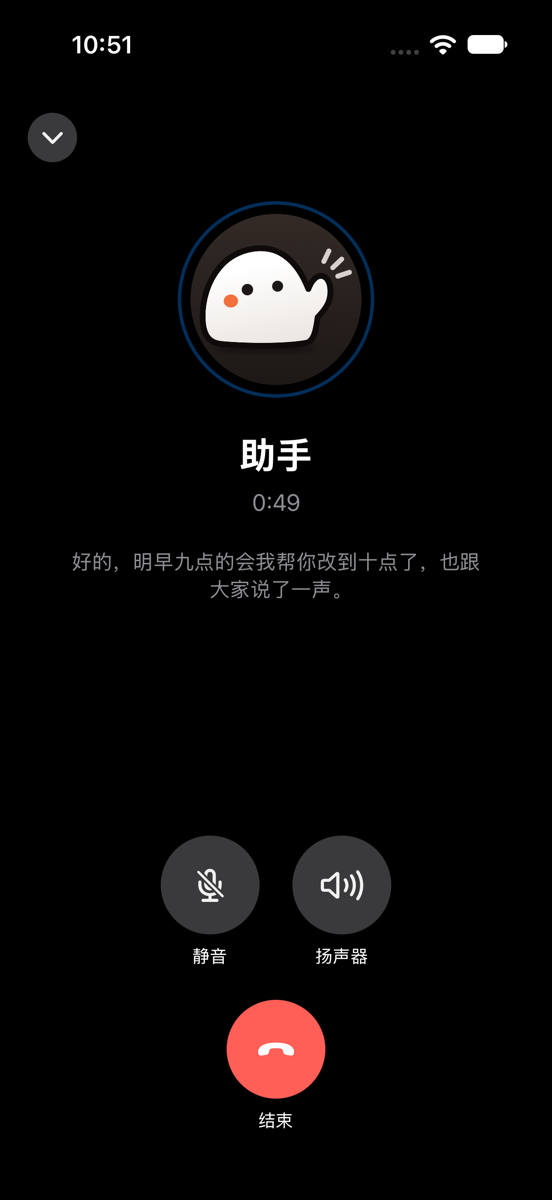 10:51
助手
0:49
好的，明早九点的会我帮你改到十点了，也跟
大家说了一声。
静音
扬声器
结束